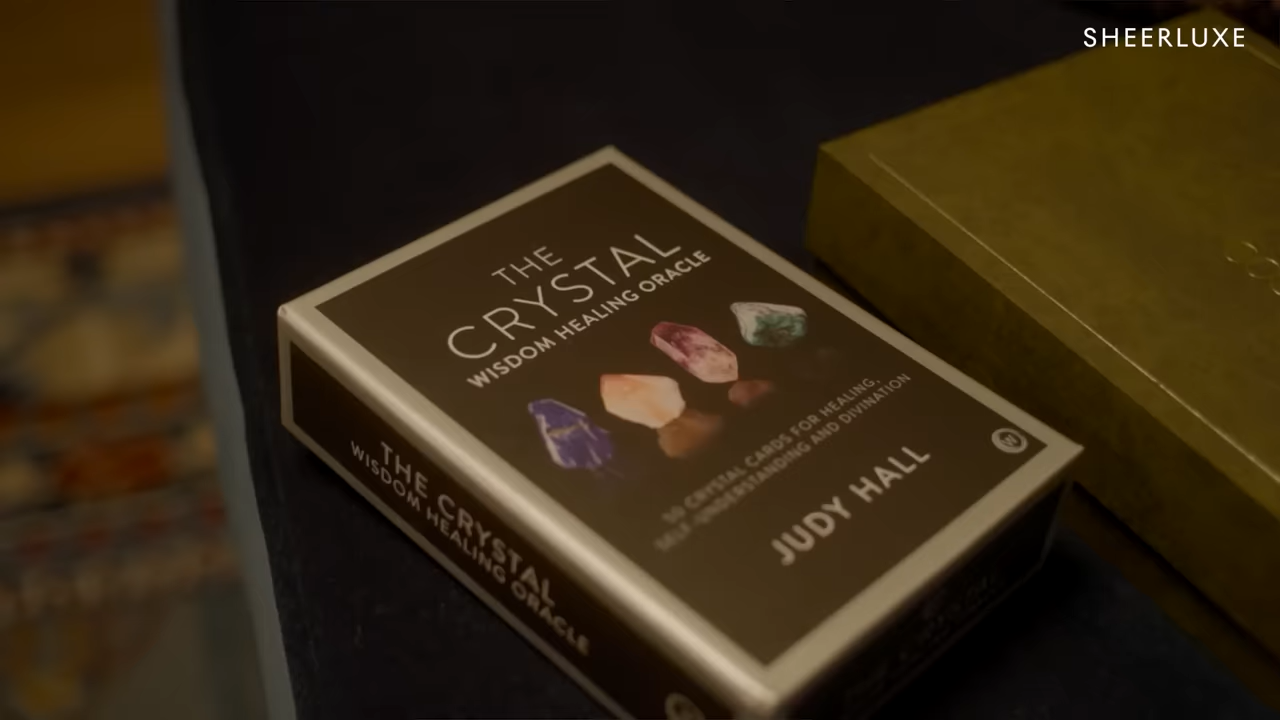 SHEERLUXE
THE
CRYSTAL
WISDOM HEALING ORACLE
50 CRYSTAL CARDS FOR HEALING,
SELF-UNDERSTANDING AND DIVINATION
JUDY HALL
W
THE CRYSTAL
WISDOM HEALING ORACLE